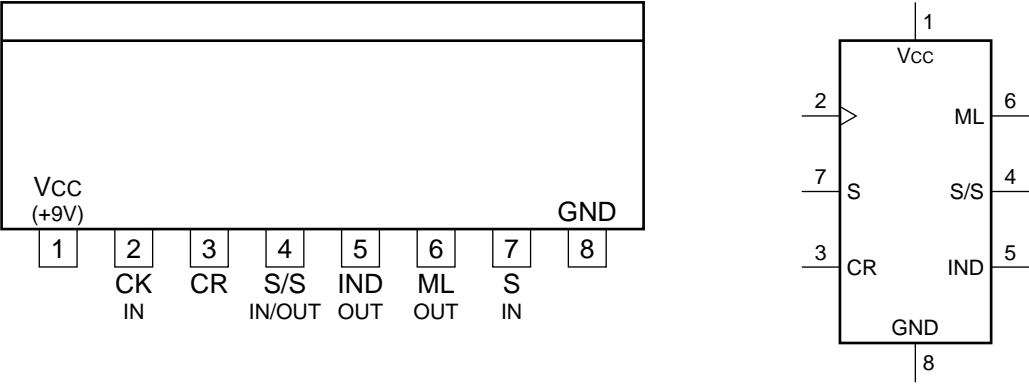 VCC
(+9V)
GND
1 2 3 4 5 6 7 8
CK CR S/S IND ML S
IN IN/OUT OUT OUT IN
1
VCC
2
ML 6
7
S
S/S 4
3
CR
IND 5
GND
8